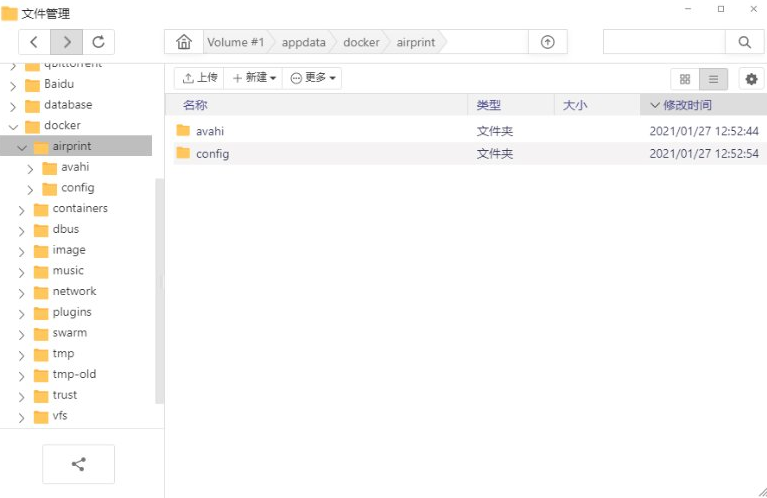 文件管理
Volume #1 appdata docker airprint
qbittorrent
Baidu
database
docker
airprint
avahi
config
containers
dbus
image
music
network
plugins
swarm
tmp
tmp-old
trust
vfs
上传 新建 更多
名称 类型 大小 修改时间
avahi 文件夹 2021/01/27 12:52:44
config 文件夹 2021/01/27 12:52:54